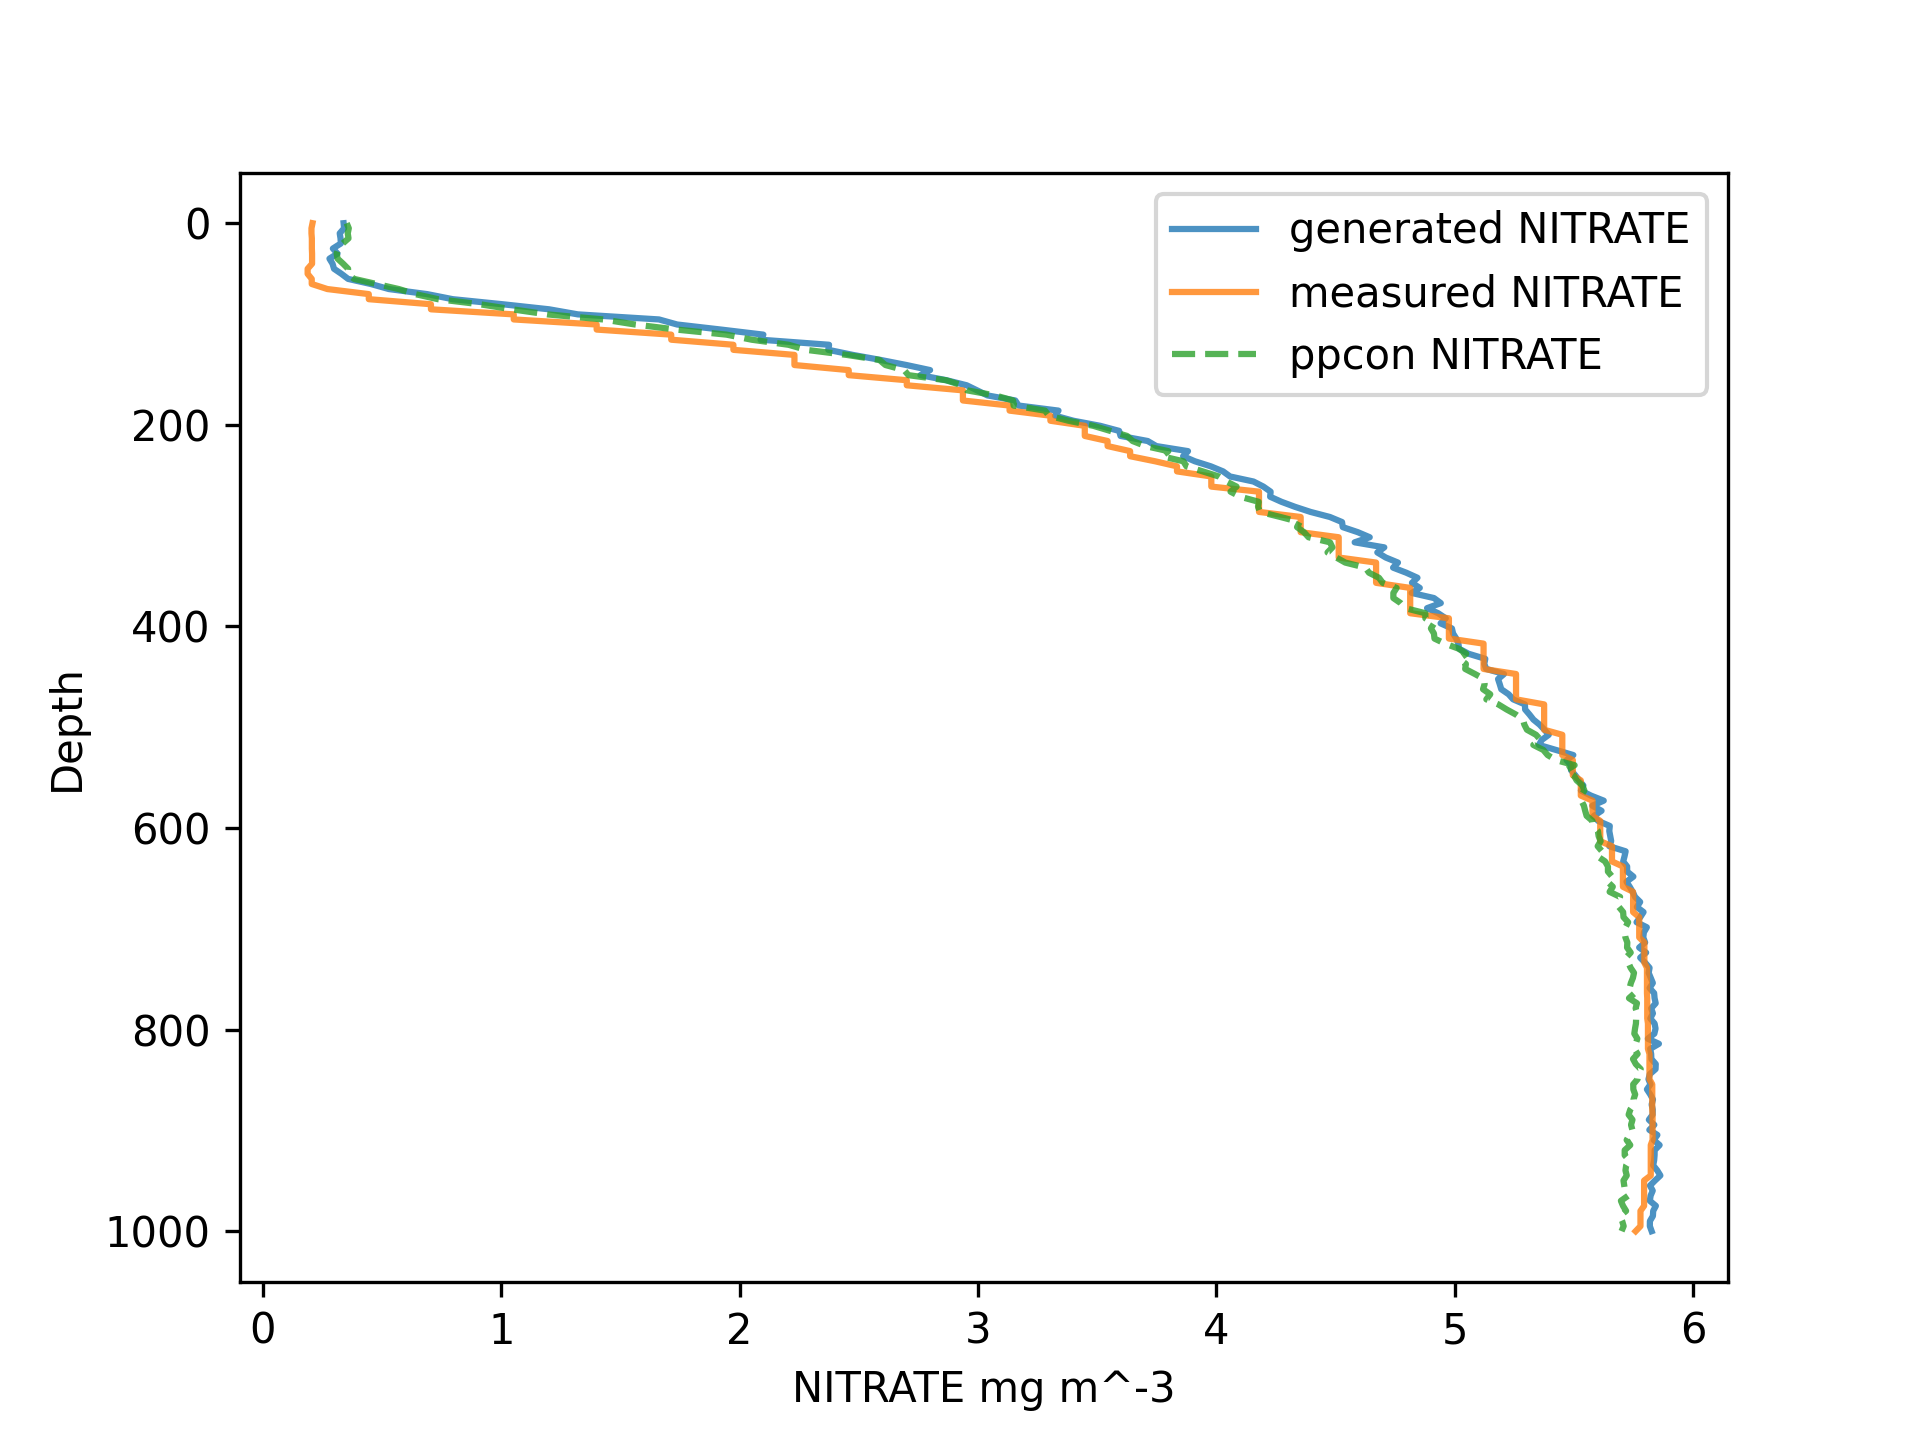 generated NITRATE
measured NITRATE
ppcon NITRATE
0
200
400
600
800
1000
Depth
0 1 2 3 4 5 6
NITRATE mg m^-3